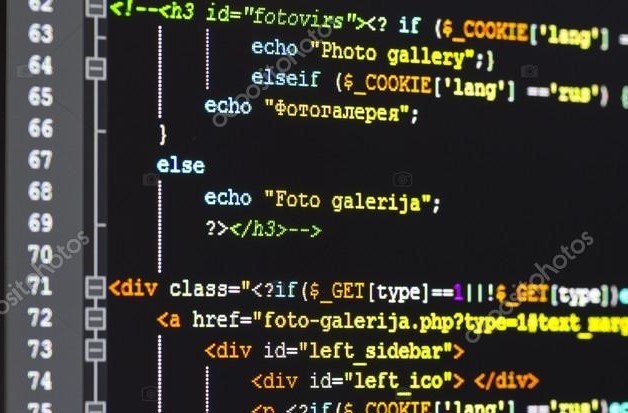 62 <!--<h3 id="fotovirs"><? if ($_COOKIE['lang'] =
63 echo "Photo gallery";}
64 elseif ($_COOKIE['lang'] =='rus') {
65 echo "Фотогалерея";
66 }
67 else
68 echo "Foto galerija";
69 ?></h3>-->
70
71 <div class="<?if($_GET[type]==1||!$_GET[type])e
72 <a href="foto-galerija.php?type=1#text_marg
73 <div id="left_sidebar">
74 <div id="left_ico"> </div>
75 <p <?if($_COOKIE['lang'] =='rus')e
depositphotos